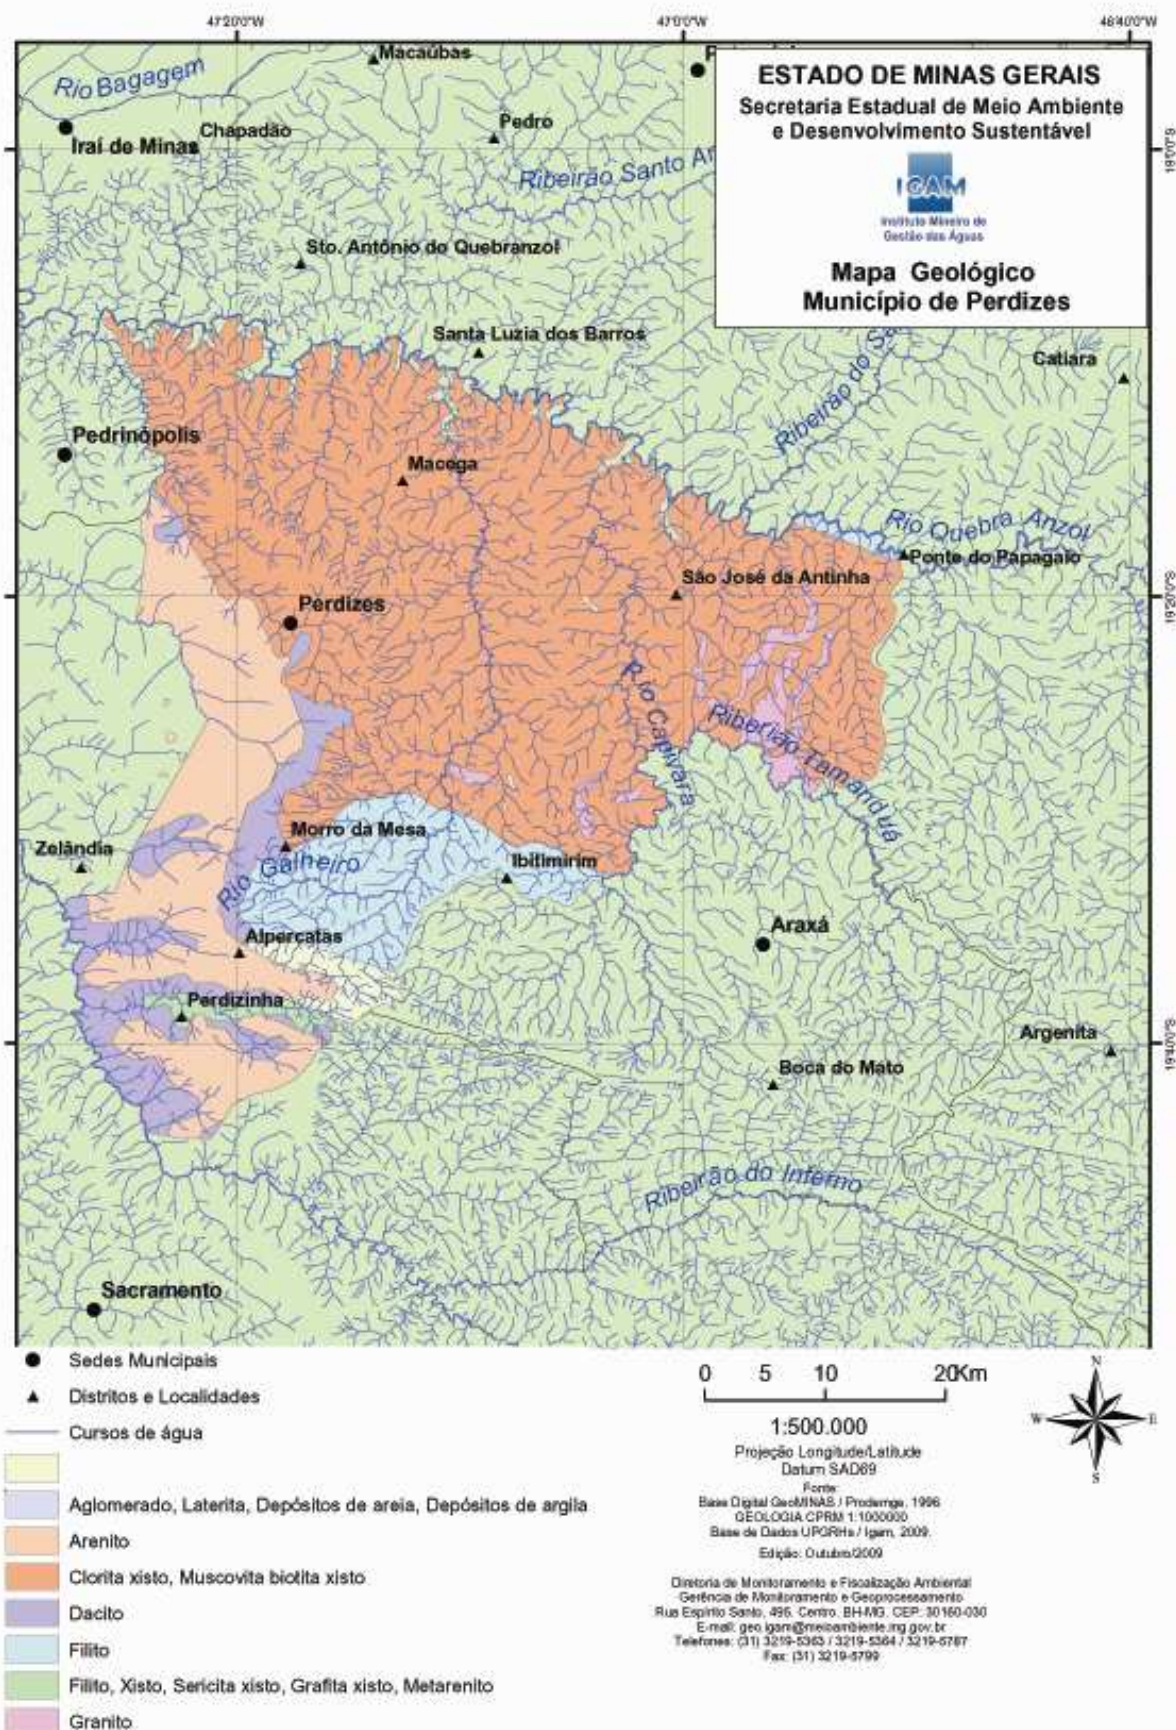 47°20'0"W
47°0'0"W
46°40'0"W
ESTADO DE MINAS GERAIS
Secretaria Estadual de Meio Ambiente
e Desenvolvimento Sustentável
IGAM
Instituto Mineiro de
Gestão das Águas
Mapa Geológico
Município de Perdizes
Macaúbas
Rio Bagagem
Iraí de Minas
Chapadão
Pedro
Ribeirão Santo
19°0'0"S
Sto. Antônio do Quebranzol
Santa Luzia dos Barros
Ribeirão do
Catiara
Pedrinópolis
Macega
Rio Quebra Anzol
Ponte do Papagaio
São José da Antinha
19°20'0"S
Perdizes
Rio Capivara
Riberião Tamanduá
Morro da Mesa
Zelândia
Rio Galheiro
Ibitimirim
Araxá
Alpercatas
Perdizinha
Argenita
19°40'0"S
Boca do Mato
Ribeirão do Inferno
Sacramento
Sedes Municipais
Distritos e Localidades
Cursos de água
Aglomerado, Laterita, Depósitos de areia, Depósitos de argila
Arenito
Clorita xisto, Muscovita biotita xisto
Dacito
Filito
Filito, Xisto, Sericita xisto, Grafita xisto, Metarenito
Granito
0 5 10 20Km
1:500.000
Projeção Longitude/Latitude
Datum SAD69
Fonte:
Base Digital GeoMINAS / Prodemge, 1996
GEOLOGIA CPRM 1:1000000
Base de Dados UPGRHs / Igam, 2009.
Edição: Outubro/2009
Diretoria de Monitoramento e Fiscalização Ambiental
Gerência de Monitoramento e Geoprocessamento
Rua Espírito Santo, 495. Centro. BH-MG. CEP: 30160-030
E-mail: geo.igam@meioambiente.mg.gov.br
Telefones: (31) 3219-5363 / 3219-5364 / 3219-5787
Fax: (31) 3219-5799
N
W
E
S